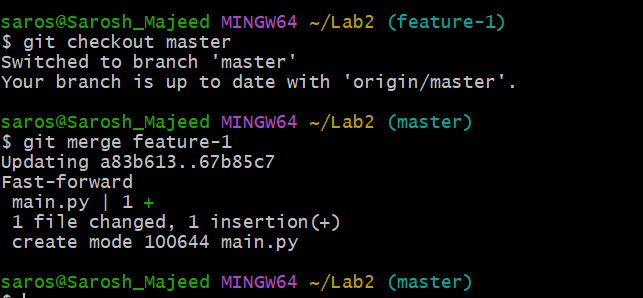 saros@Sarosh_Majeed MINGW64 ~/Lab2 (feature-1)
$ git checkout master
Switched to branch 'master'
Your branch is up to date with 'origin/master'.
saros@Sarosh_Majeed MINGW64 ~/Lab2 (master)
$ git merge feature-1
Updating a83b613..67b85c7
Fast-forward
 main.py | 1 +
 1 file changed, 1 insertion(+)
 create mode 100644 main.py
saros@Sarosh_Majeed MINGW64 ~/Lab2 (master)
$